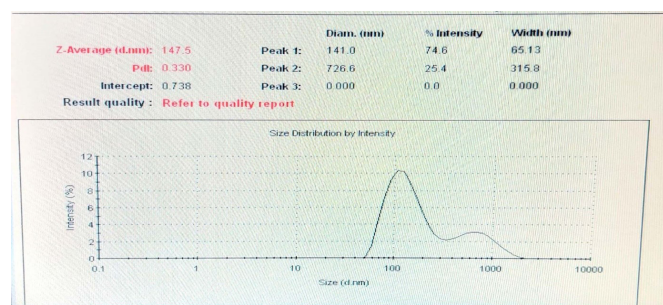 Diam. (nm) % Intensity Width (nm)
Z-Average (d.nm): 147.5 Peak 1: 141.0 74.6 65.13
PdI: 0.330 Peak 2: 726.6 25.4 315.8
Intercept: 0.738 Peak 3: 0.000 0.0 0.000
Result quality : Refer to quality report
Size Distribution by Intensity
12
10
8
6
4
2
0
Intensity (%)
0.1 1 10 100 1000 10000
Size (d.nm)